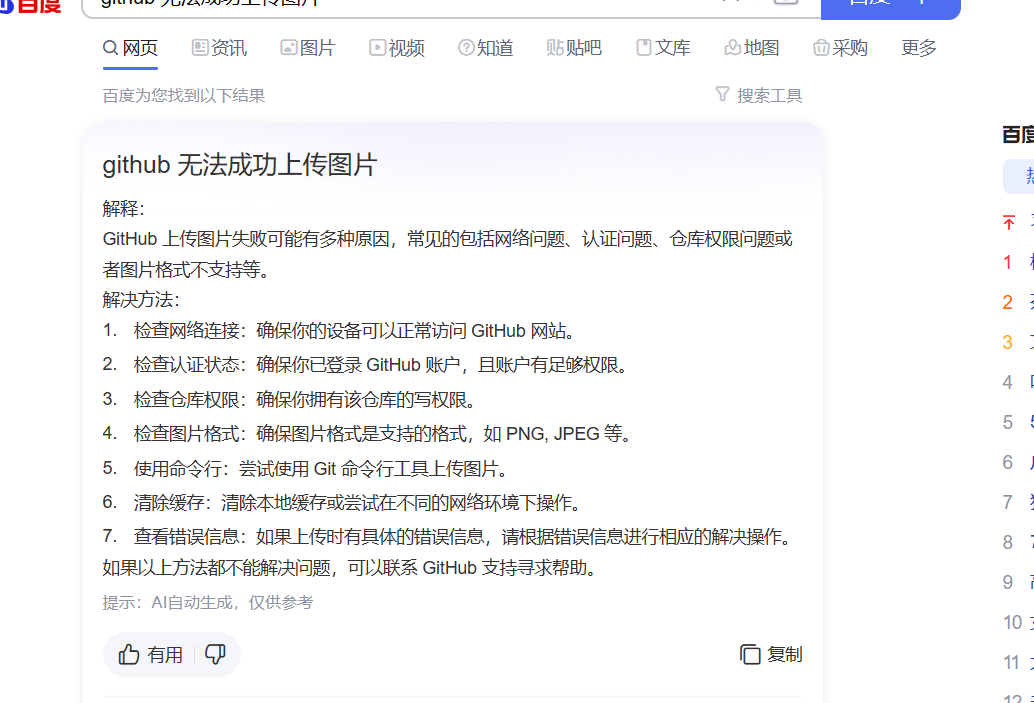 百度
github 无法成功上传图片
百度一下
网页 资讯 图片 视频 知道 贴吧 文库 地图 采购 更多
百度为您找到以下结果 搜索工具
github 无法成功上传图片
解释：
GitHub 上传图片失败可能有多种原因，常见的包括网络问题、认证问题、仓库权限问题或
者图片格式不支持等。
解决方法：
1. 检查网络连接：确保你的设备可以正常访问 GitHub 网站。
2. 检查认证状态：确保你已登录 GitHub 账户，且账户有足够权限。
3. 检查仓库权限：确保你拥有该仓库的写权限。
4. 检查图片格式：确保图片格式是支持的格式，如 PNG, JPEG 等。
5. 使用命令行：尝试使用 Git 命令行工具上传图片。
6. 清除缓存：清除本地缓存或尝试在不同的网络环境下操作。
7. 查看错误信息：如果上传时有具体的错误信息，请根据错误信息进行相应的解决操作。
如果以上方法都不能解决问题，可以联系 GitHub 支持寻求帮助。
提示：AI自动生成，仅供参考
有用 复制
百度
1
2
3
4
5
6
7
8
9
10
11
12